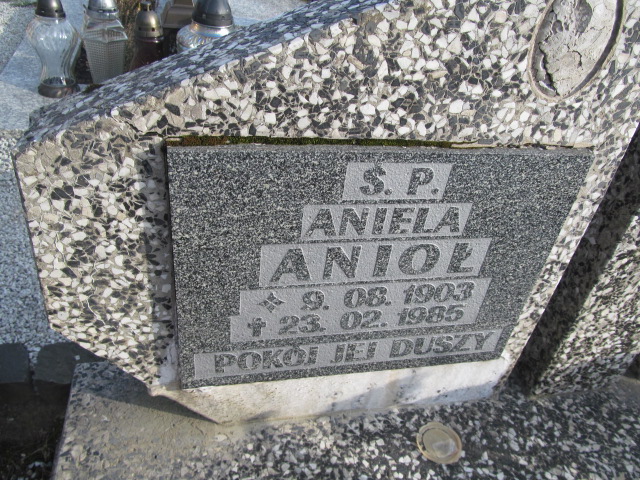 Ś. P.
ANIELA
ANIOŁ
✲ 9. 08. 1903
✝ 23. 02. 1985
POKÓJ JEJ DUSZY